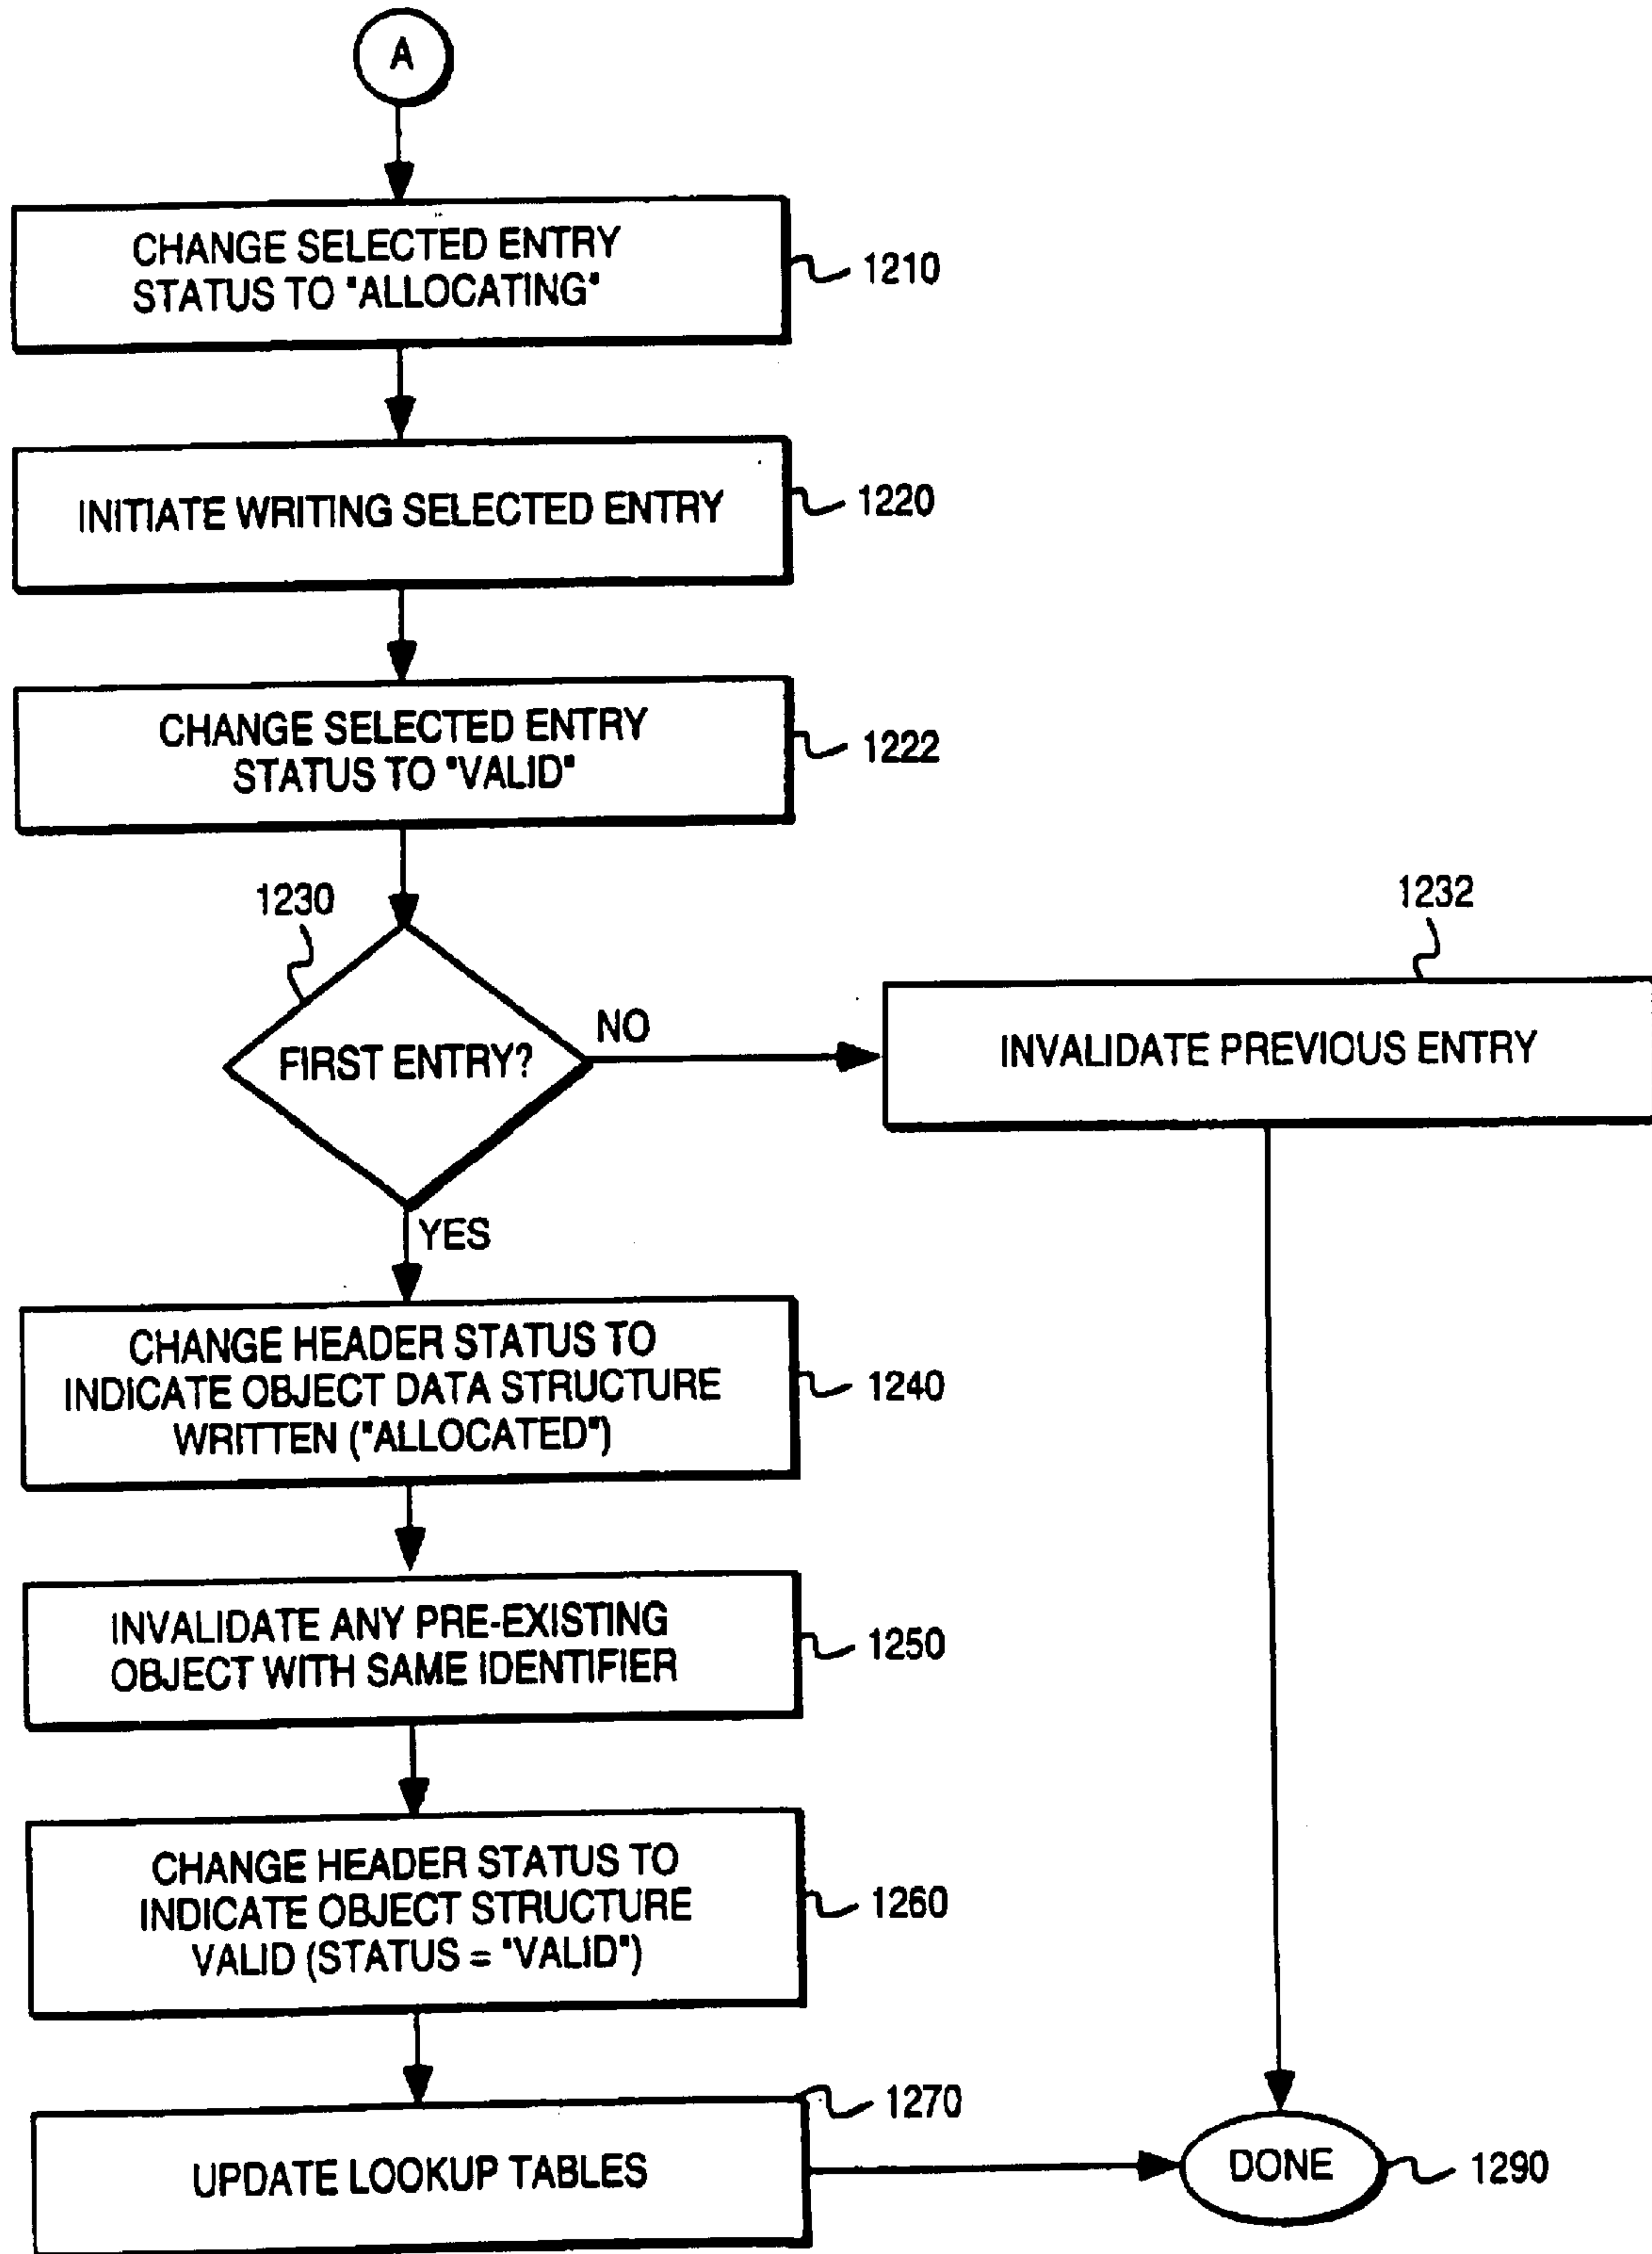 A
CHANGE SELECTED ENTRY
STATUS TO "ALLOCATING"
1210
INITIATE WRITING SELECTED ENTRY
1220
CHANGE SELECTED ENTRY
STATUS TO "VALID"
1222
1230
FIRST ENTRY?
NO
1232
INVALIDATE PREVIOUS ENTRY
YES
CHANGE HEADER STATUS TO
INDICATE OBJECT DATA STRUCTURE
WRITTEN ("ALLOCATED")
1240
INVALIDATE ANY PRE-EXISTING
OBJECT WITH SAME IDENTIFIER
1250
CHANGE HEADER STATUS TO
INDICATE OBJECT STRUCTURE
VALID (STATUS = "VALID")
1260
1270
UPDATE LOOKUP TABLES
DONE
1290